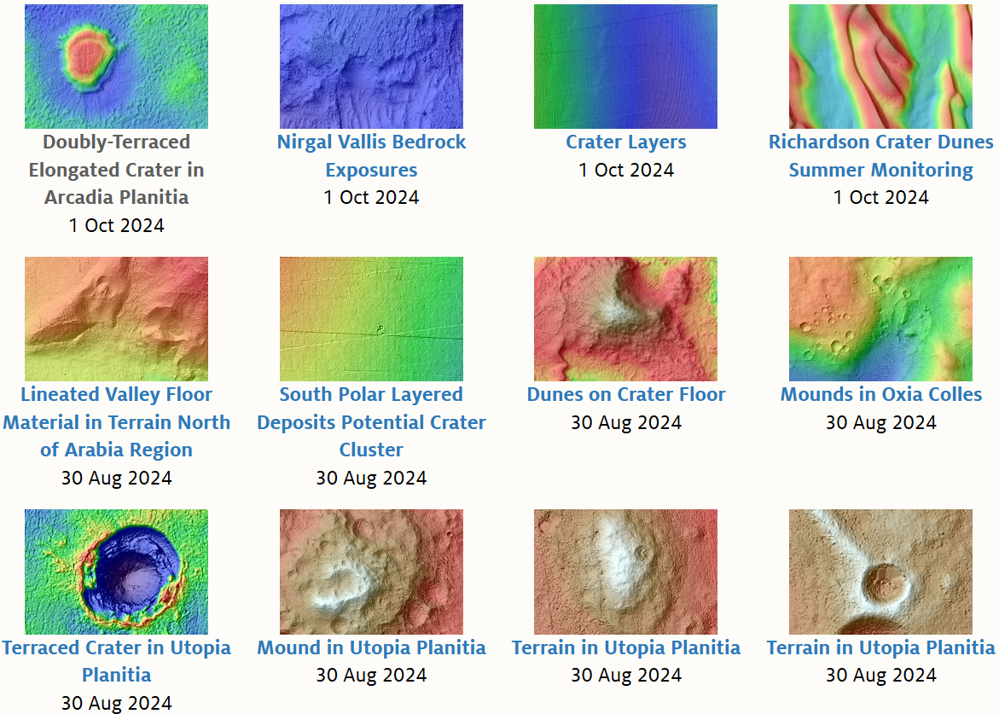 Doubly-Terraced
Elongated Crater in
Arcadia Planitia
1 Oct 2024
Nirgal Vallis Bedrock
Exposures
1 Oct 2024
Crater Layers
1 Oct 2024
Richardson Crater Dunes
Summer Monitoring
1 Oct 2024
Lineated Valley Floor
Material in Terrain North
of Arabia Region
30 Aug 2024
South Polar Layered
Deposits Potential Crater
Cluster
30 Aug 2024
Dunes on Crater Floor
30 Aug 2024
Mounds in Oxia Colles
30 Aug 2024
Terraced Crater in Utopia
Planitia
30 Aug 2024
Mound in Utopia Planitia
30 Aug 2024
Terrain in Utopia Planitia
30 Aug 2024
Terrain in Utopia Planitia
30 Aug 2024